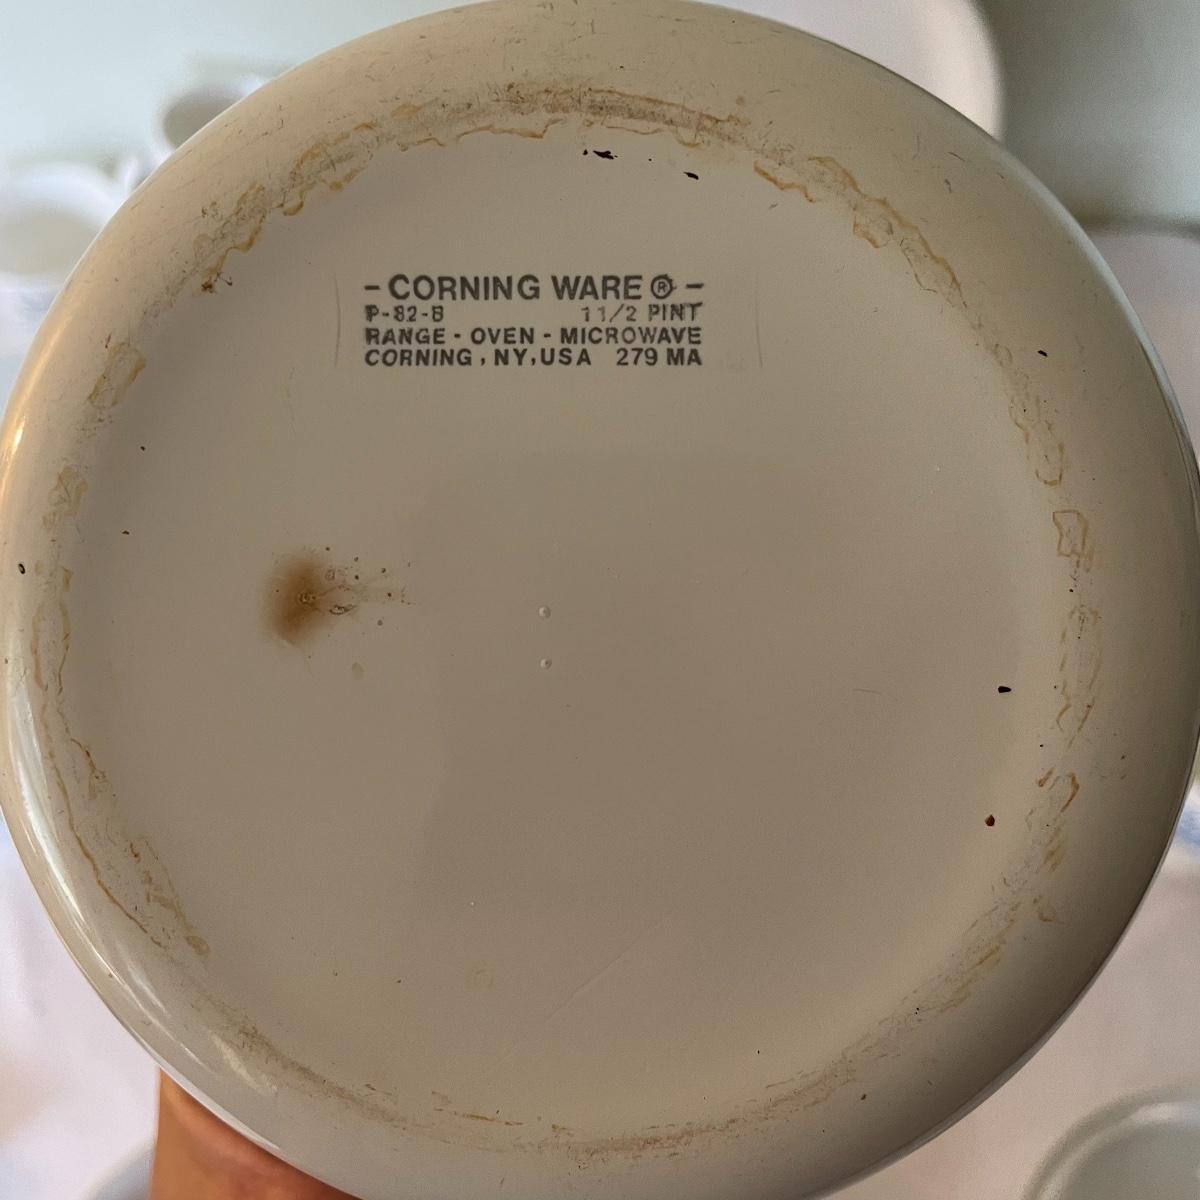 - CORNING WARE ® -
P-82-B 1 1/2 PINT
RANGE - OVEN - MICROWAVE
CORNING , NY, USA 279 MA